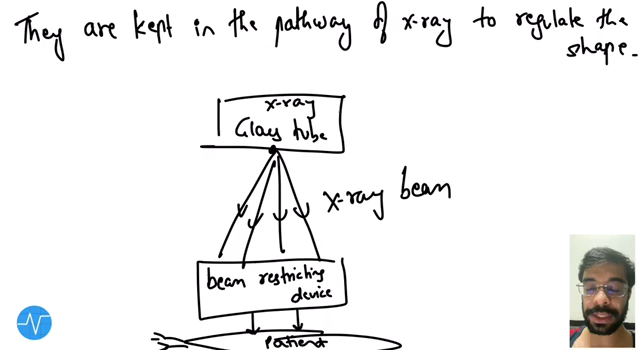 They are kept in the pathway of x-ray to regulate the
shape.
x-ray
Glass tube
X-ray beam
beam restricting
device
Patient